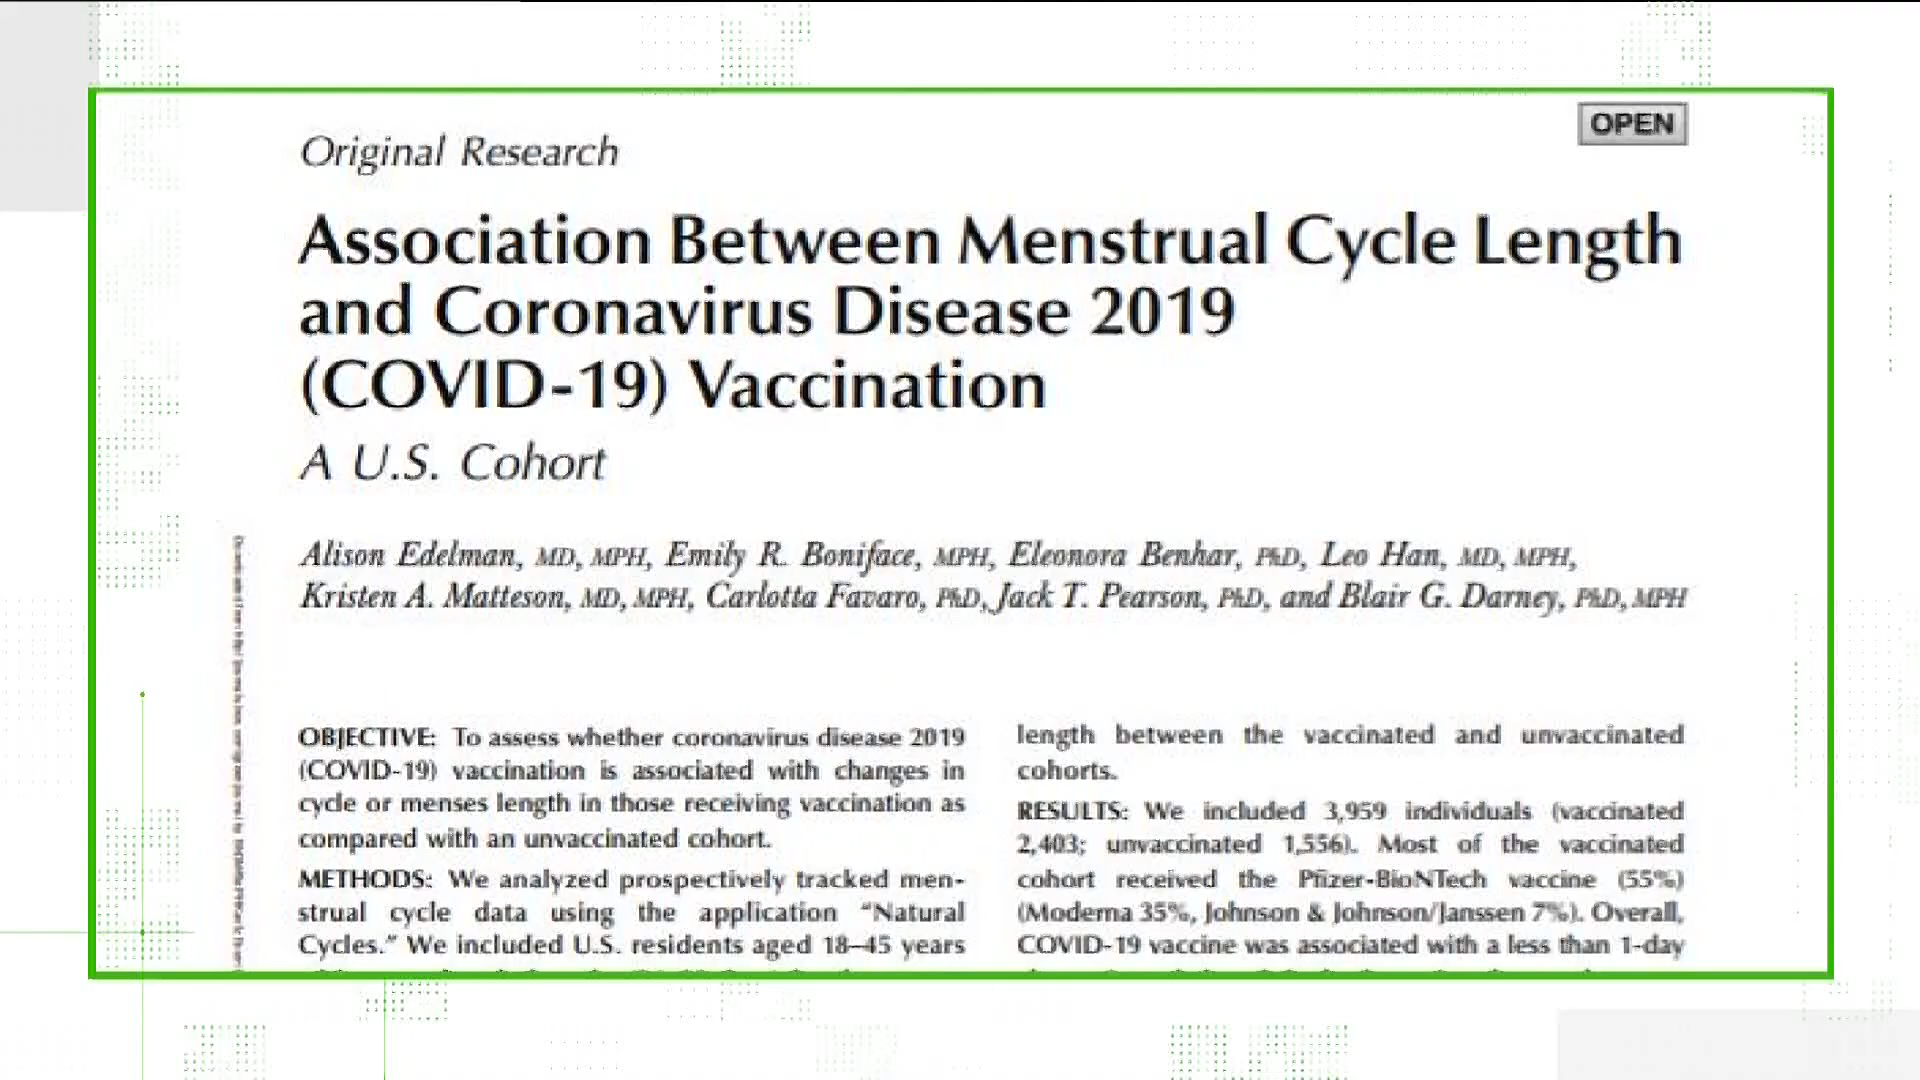 OPEN
Original Research
Association Between Menstrual Cycle Length
and Coronavirus Disease 2019
(COVID-19) Vaccination
A U.S. Cohort
Alison Edelman, MD, MPH, Emily R. Boniface, MPH, Eleonora Benhar, PhD, Leo Han, MD, MPH,
Kristen A. Matteson, MD, MPH, Carlotta Favaro, PhD, Jack T. Pearson, PhD, and Blair G. Darney, PhD, MPH
OBJECTIVE: To assess whether coronavirus disease 2019
(COVID-19) vaccination is associated with changes in
cycle or menses length in those receiving vaccination as
compared with an unvaccinated cohort.
METHODS: We analyzed prospectively tracked men-
strual cycle data using the application "Natural
Cycles." We included U.S. residents aged 18–45 years
length between the vaccinated and unvaccinated
cohorts.
RESULTS: We included 3,959 individuals (vaccinated
2,403; unvaccinated 1,556). Most of the vaccinated
cohort received the Pfizer-BioNTech vaccine (55%)
(Moderna 35%, Johnson & Johnson/Janssen 7%). Overall,
COVID-19 vaccine was associated with a less than 1-day